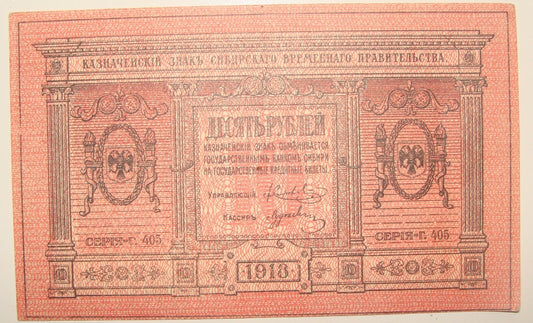 КАЗНАЧЕЙСКІЙ ЗНАКЪ СИБИРСКАГО ВРЕМЕННАГО ПРАВИТЕЛЬСТВА.
ДЕСЯТЬ РУБЛЕЙ
КАЗНАЧЕЙСКІЙ ЗНАКЪ ОБМѢНИВАЕТСЯ
ГОСУДАРСТВЕННЫМЪ БАНКОМЪ СИБИРИ
НА ГОСУДАРСТВЕННЫЕ КРЕДИТНЫЕ БИЛЕТЫ.
УПРАВЛЯЮЩІЙ
КАССИРЪ
СЕРІЯ-Г. 405
СЕРІЯ-Г. 405
1918